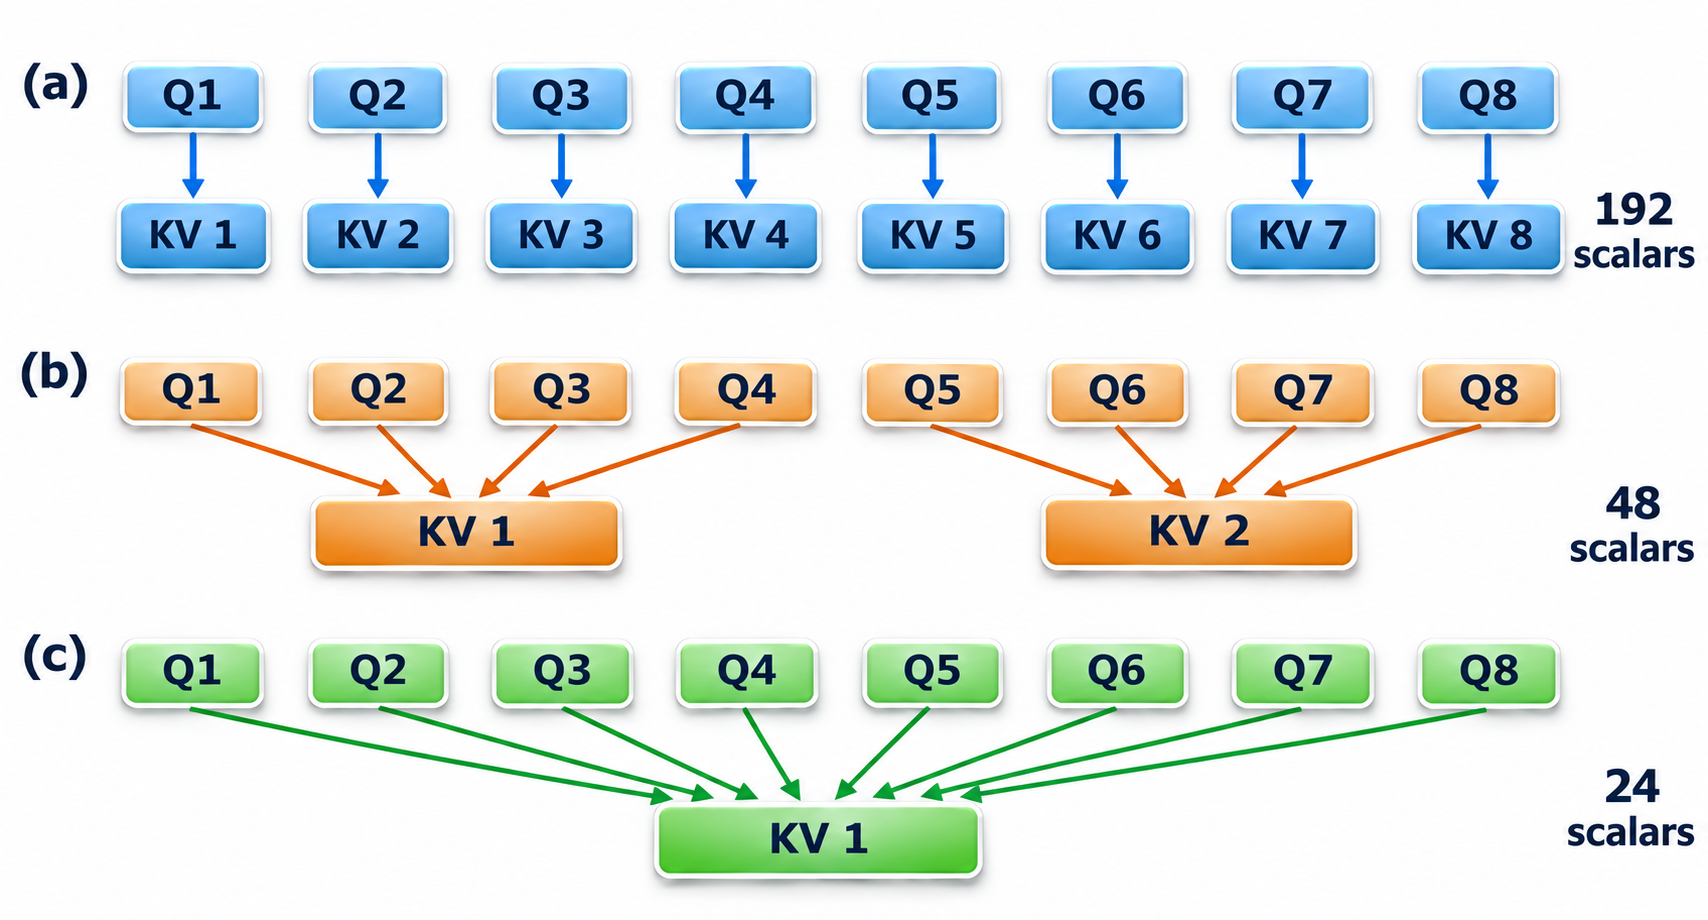 (a) Q1 Q2 Q3 Q4 Q5 Q6 Q7 Q8
KV 1 KV 2 KV 3 KV 4 KV 5 KV 6 KV 7 KV 8
192
scalars
(b) Q1 Q2 Q3 Q4 Q5 Q6 Q7 Q8
KV 1 KV 2
48
scalars
(c) Q1 Q2 Q3 Q4 Q5 Q6 Q7 Q8
KV 1
24
scalars